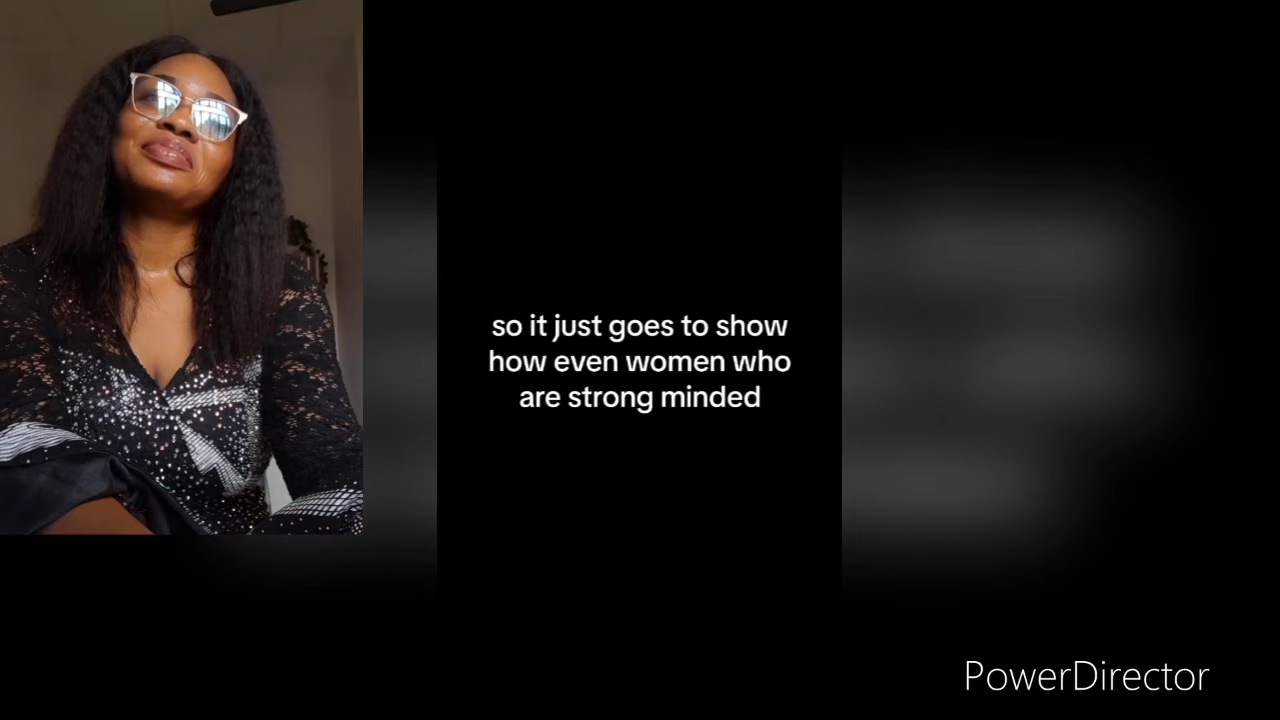 so it just goes to show
how even women who
are strong minded
PowerDirector